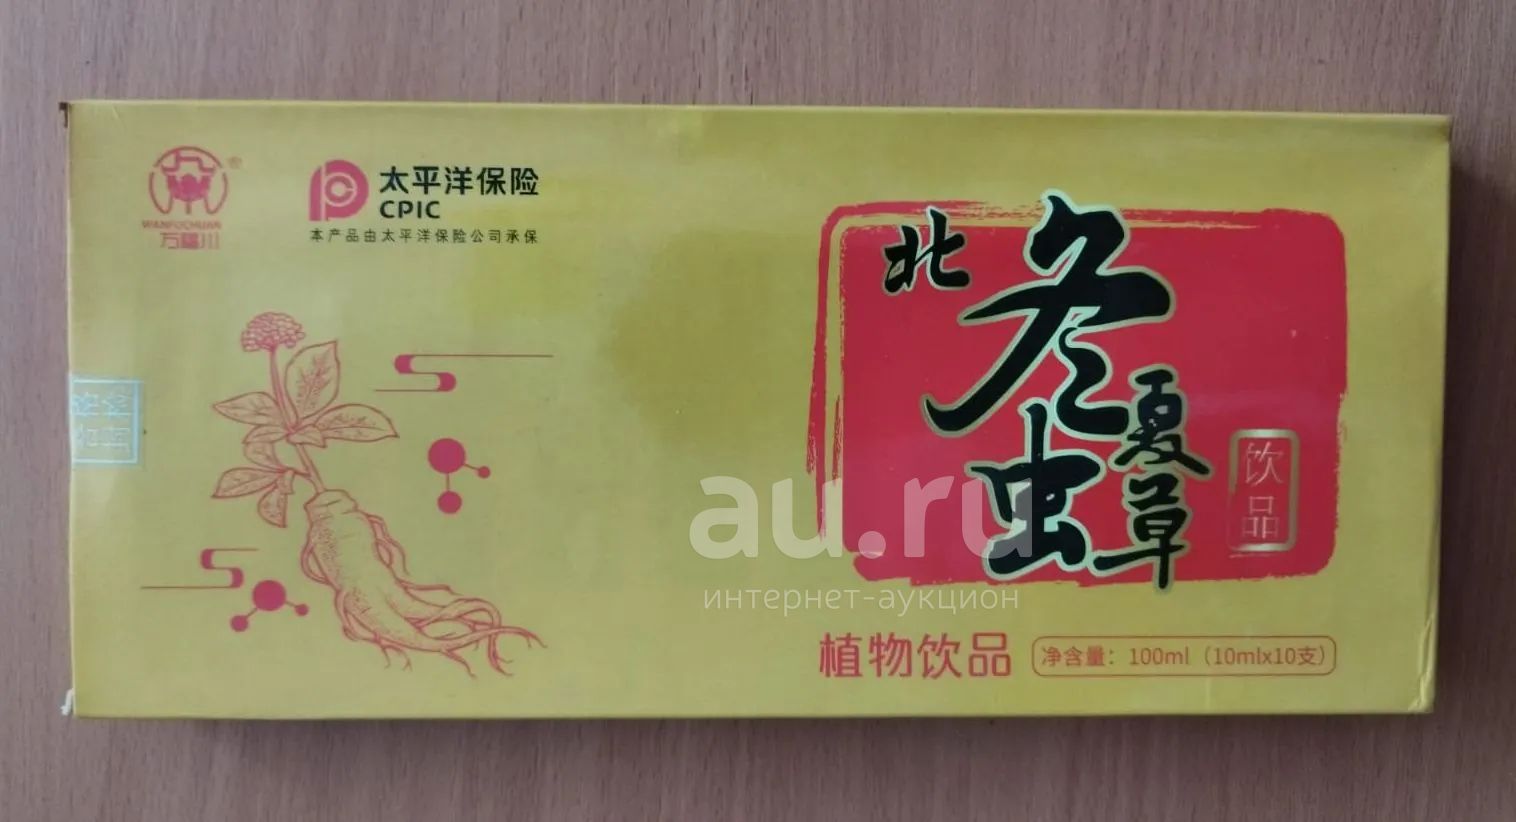 WANFUCHUAN
万福川
太平洋保险
CPIC
本产品由太平洋保险公司承保
北
冬虫
夏草
饮品
植物饮品
净含量：100ml（10mlx10支）
au.ru
интернет-аукцион